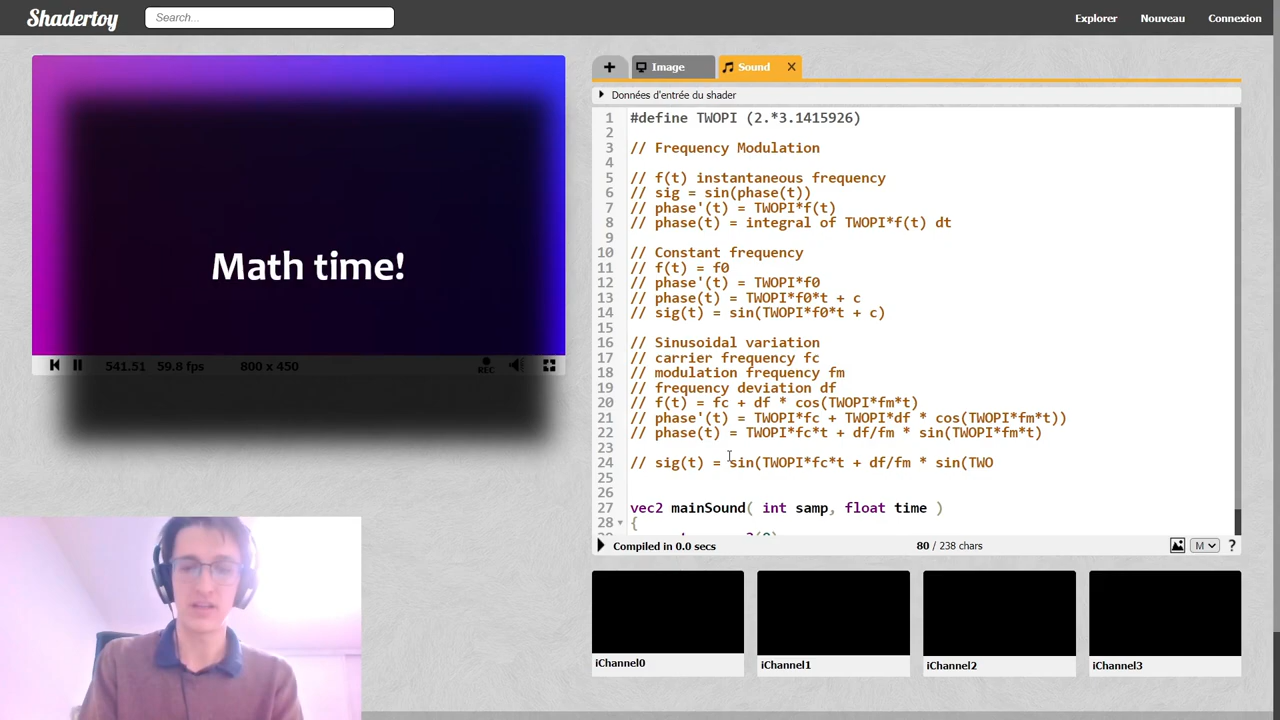 Shadertoy
Search...
Explorer
Nouveau
Connexion
Math time!
541.51
59.8 fps
800 x 450
REC
+
Image
Sound
Données d'entrée du shader
1 #define TWOPI (2.*3.1415926)
2
3 // Frequency Modulation
4
5 // f(t) instantaneous frequency
6 // sig = sin(phase(t))
7 // phase'(t) = TWOPI*f(t)
8 // phase(t) = integral of TWOPI*f(t) dt
9
10 // Constant frequency
11 // f(t) = f0
12 // phase'(t) = TWOPI*f0
13 // phase(t) = TWOPI*f0*t + c
14 // sig(t) = sin(TWOPI*f0*t + c)
15
16 // Sinusoidal variation
17 // carrier frequency fc
18 // modulation frequency fm
19 // frequency deviation df
20 // f(t) = fc + df * cos(TWOPI*fm*t)
21 // phase'(t) = TWOPI*fc + TWOPI*df * cos(TWOPI*fm*t))
22 // phase(t) = TWOPI*fc*t + df/fm * sin(TWOPI*fm*t)
23
24 // sig(t) = sin(TWOPI*fc*t + df/fm * sin(TWO
25
26
27 vec2 mainSound( int samp, float time )
28 {
Compiled in 0.0 secs
80 / 238 chars
M
?
iChannel0
iChannel1
iChannel2
iChannel3